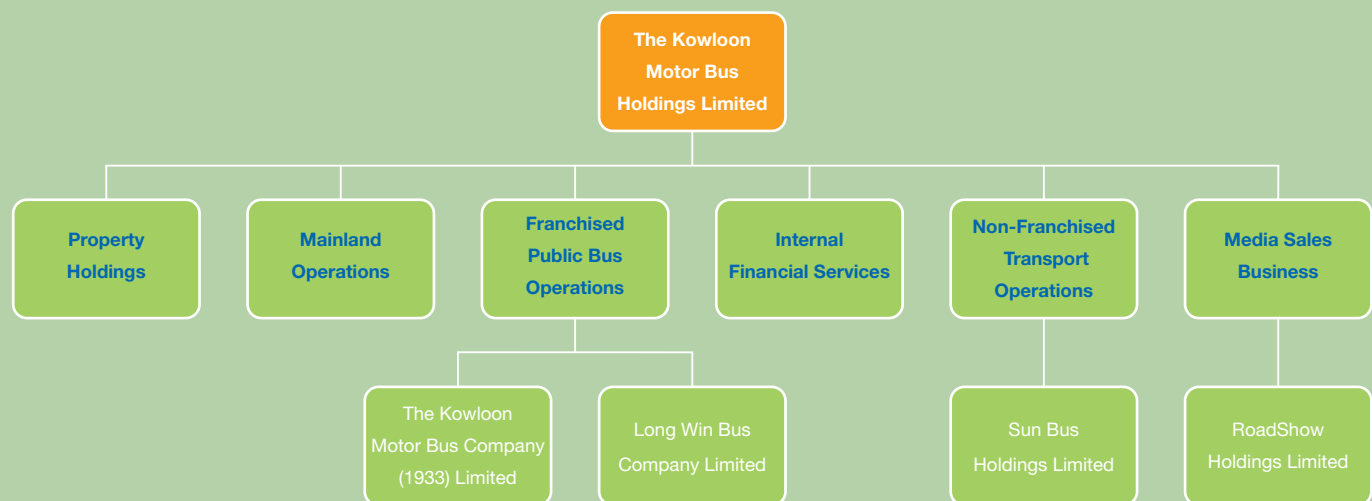 The Kowloon
Motor Bus
Holdings Limited
Property
Holdings
Mainland
Operations
Franchised
Public Bus
Operations
Internal
Financial Services
Non-Franchised
Transport
Operations
Media Sales
Business
The Kowloon
Motor Bus Company
(1933) Limited
Long Win Bus
Company Limited
Sun Bus
Holdings Limited
RoadShow
Holdings Limited